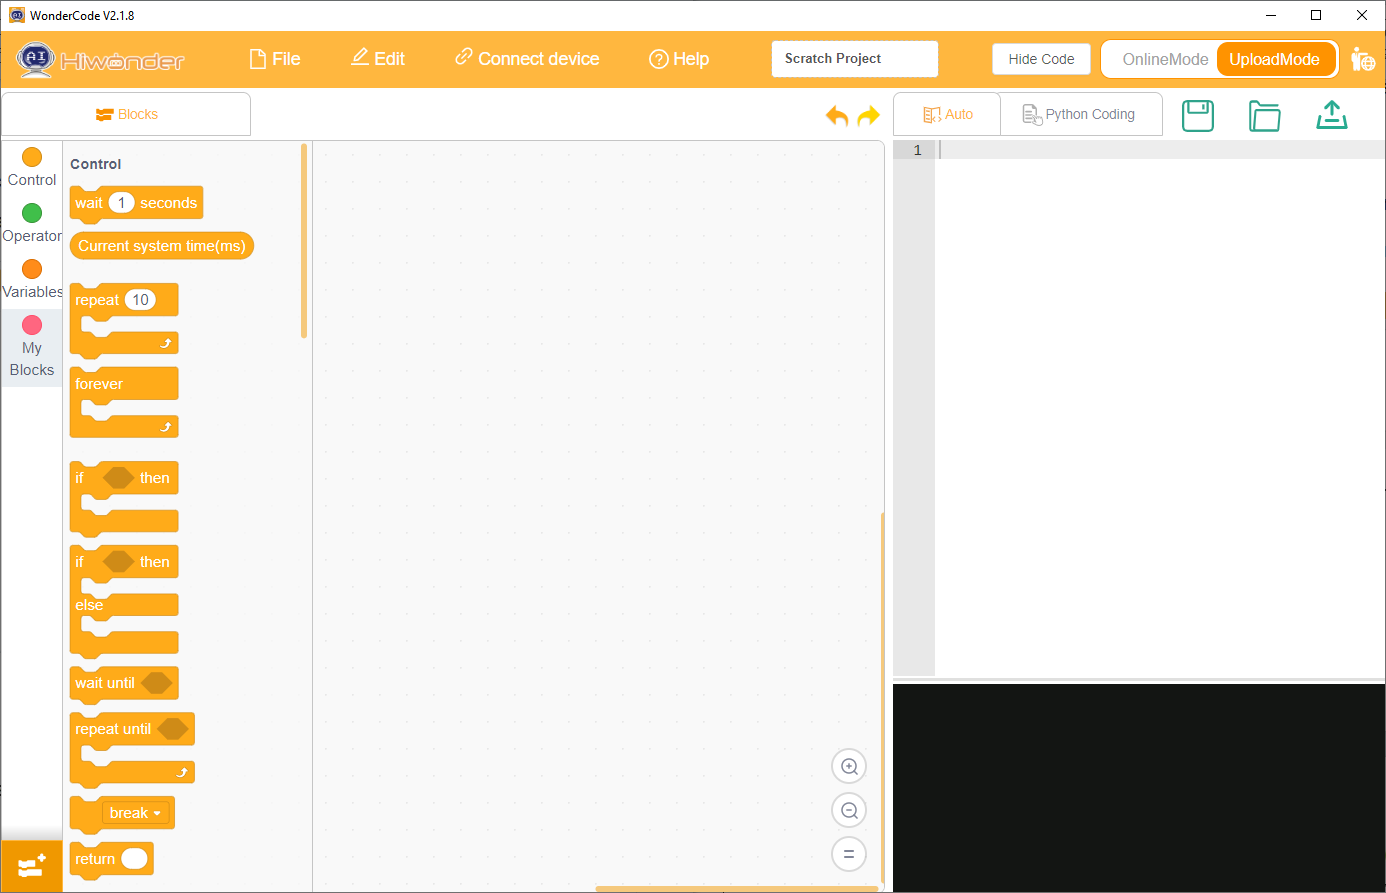 WonderCode V2.1.8
AI Hiwonder
File
Edit
Connect device
Help
Scratch Project
Hide Code
OnlineMode
UploadMode
Blocks
Auto
Python Coding
1
Control
Operator
Variables
My
Blocks
Control
wait 1 seconds
Current system time(ms)
repeat 10
forever
if then
if then
else
wait until
repeat until
break
return